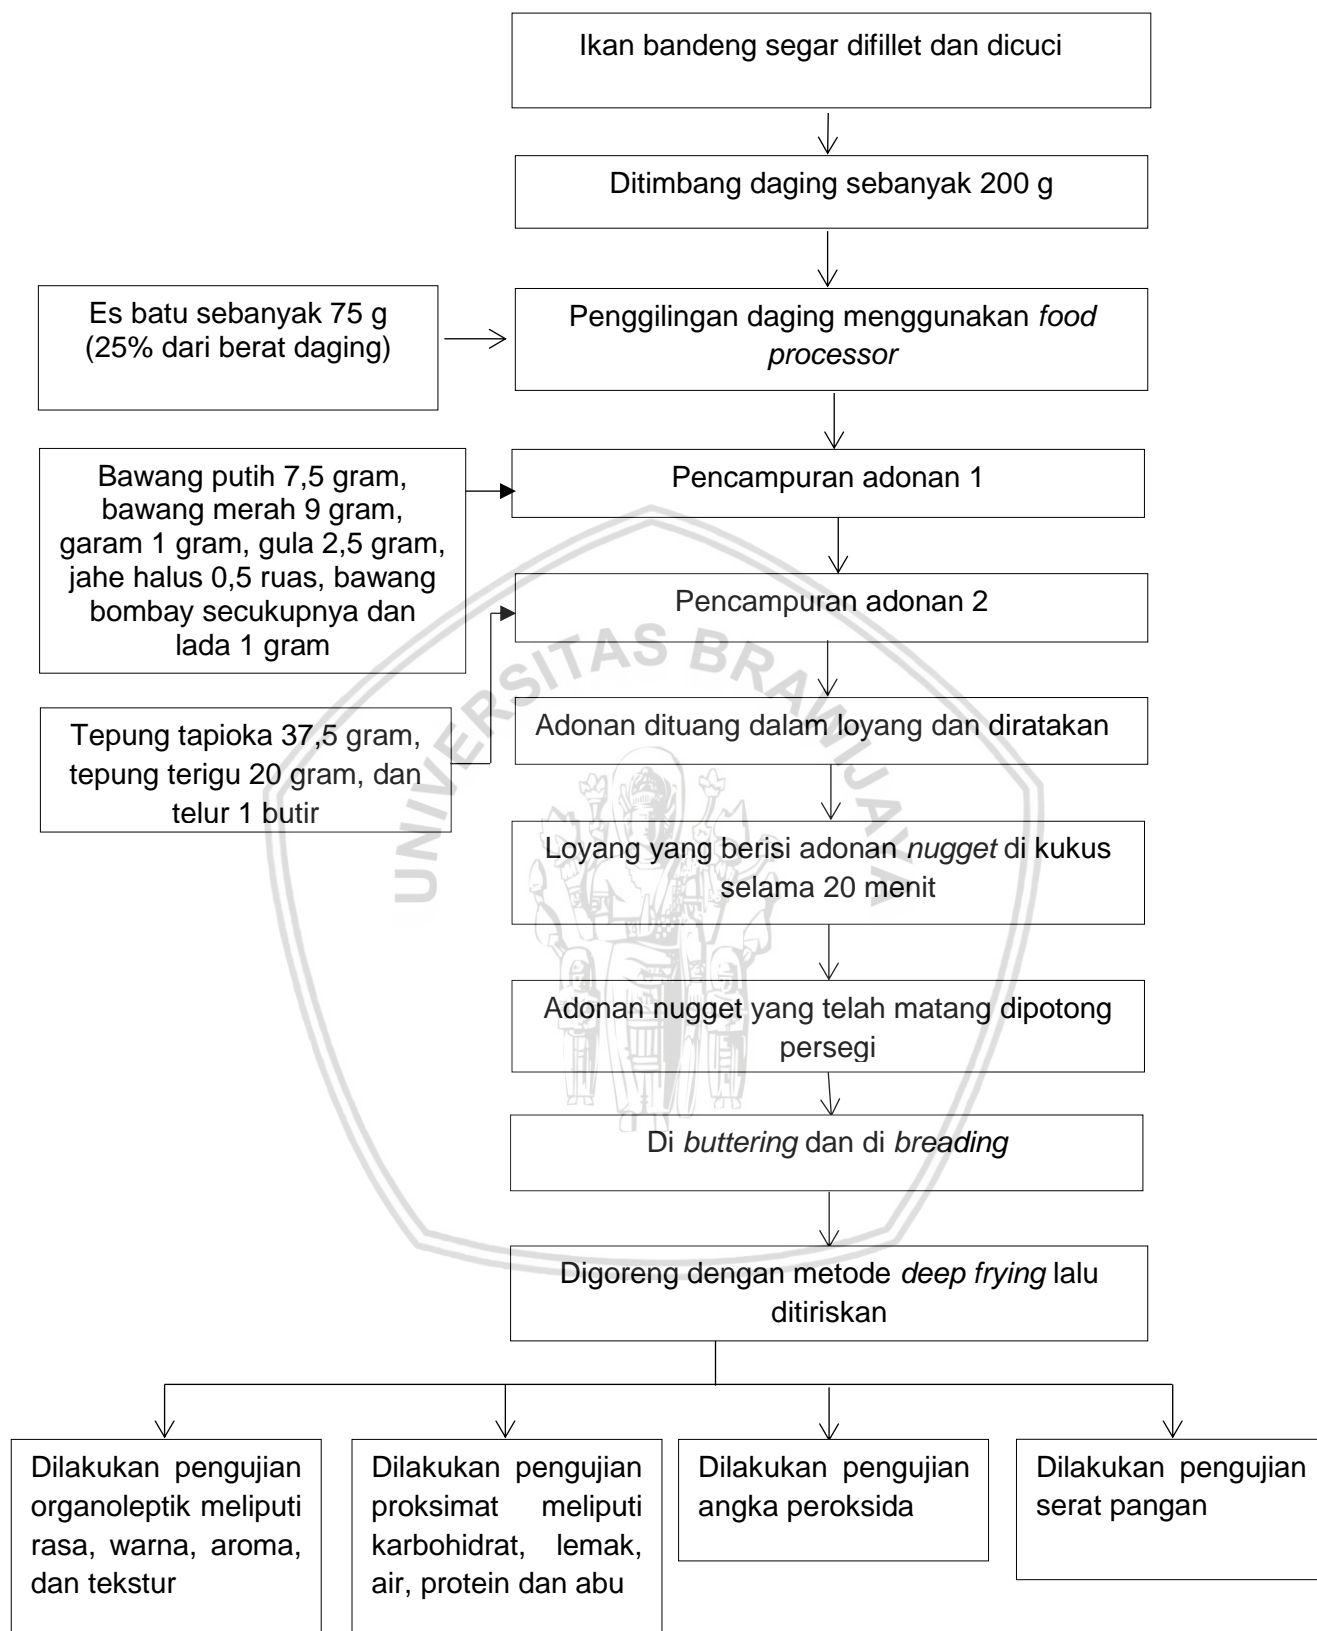 Ikan bandeng segar difillet dan dicuci
Ditimbang daging sebanyak 200 g
Es batu sebanyak 75 g
(25% dari berat daging)
Penggilingan daging menggunakan food
processor
Bawang putih 7,5 gram,
bawang merah 9 gram,
garam 1 gram, gula 2,5 gram,
jahe halus 0,5 ruas, bawang
bombay secukupnya dan
lada 1 gram
Pencampuran adonan 1
Pencampuran adonan 2
Tepung tapioka 37,5 gram,
tepung terigu 20 gram, dan
telur 1 butir
Adonan dituang dalam loyang dan diratakan
Loyang yang berisi adonan nugget di kukus
selama 20 menit
Adonan nugget yang telah matang dipotong
persegi
Di buttering dan di breading
Digoreng dengan metode deep frying lalu
ditiriskan
Dilakukan pengujian
organoleptik meliputi
rasa, warna, aroma,
dan tekstur
Dilakukan pengujian
proksimat meliputi
karbohidrat, lemak,
air, protein dan abu
Dilakukan pengujian
angka peroksida
Dilakukan pengujian
serat pangan
UNIVERSITAS BRAWIJAYA